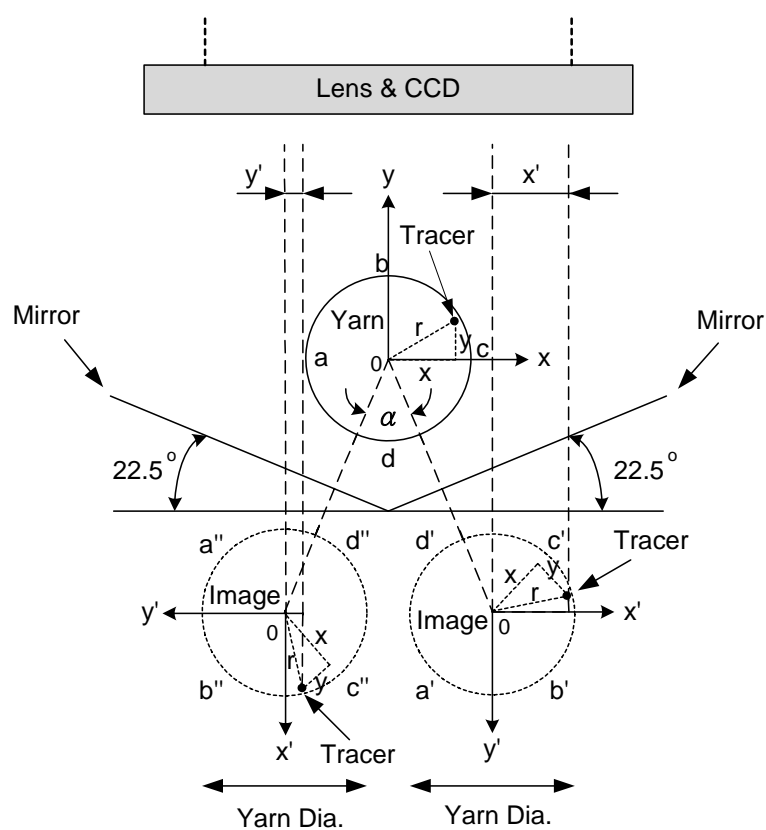 Lens & CCD
y' x'
y
Tracer
b
Yarn
r
a 0 y c
x x
Mirror Mirror
α
d
22.5° 22.5°
a'' d'' d' c' Tracer
Image x y
r
y' 0 x Image 0 x'
r
y
b'' c'' a' b'
x' Tracer y'
Yarn Dia. Yarn Dia.